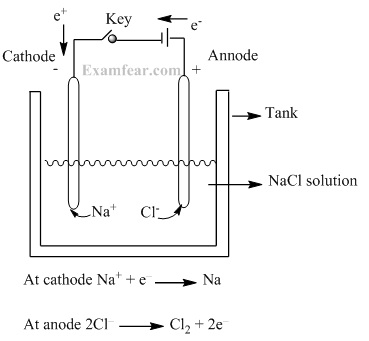 e⁺
Key
e⁻
Cathode
Annode
-
Examfear.com
+
Tank
NaCl solution
Na⁺
Cl⁻
At cathode Na⁺ + e⁻ ⟶ Na
At anode 2Cl⁻ ⟶ Cl₂ + 2e⁻